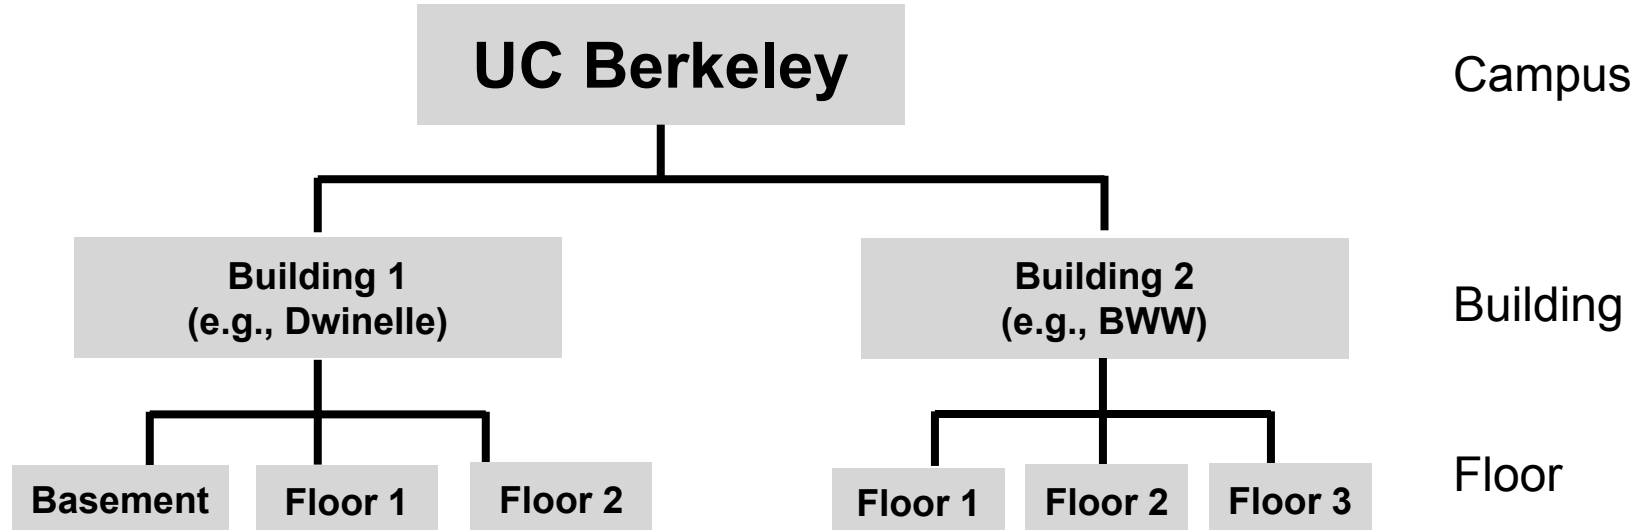 UC Berkeley
Campus
Building 1
(e.g., Dwinelle)
Building 2
(e.g., BWW)
Building
Basement
Floor 1
Floor 2
Floor 1
Floor 2
Floor 3
Floor